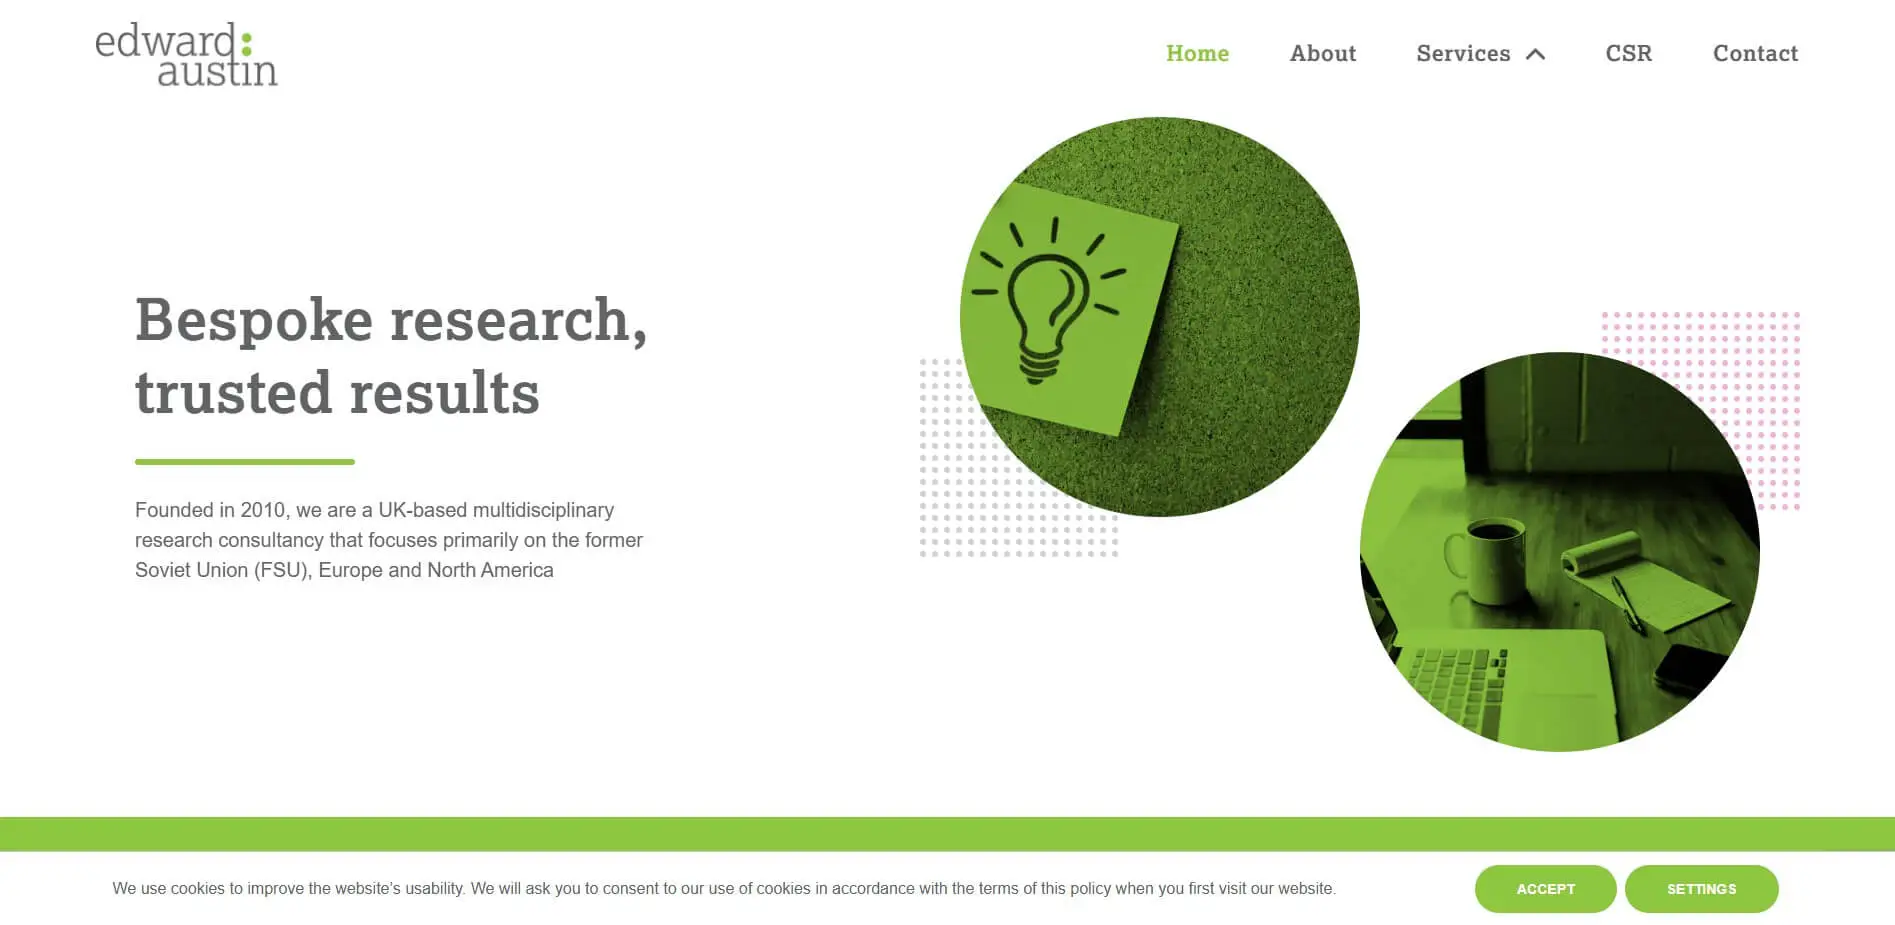 edward:
austin
Home About Services CSR Contact
Bespoke research,
trusted results
Founded in 2010, we are a UK-based multidisciplinary
research consultancy that focuses primarily on the former
Soviet Union (FSU), Europe and North America
We use cookies to improve the website’s usability. We will ask you to consent to our use of cookies in accordance with the terms of this policy when you first visit our website.
ACCEPT SETTINGS